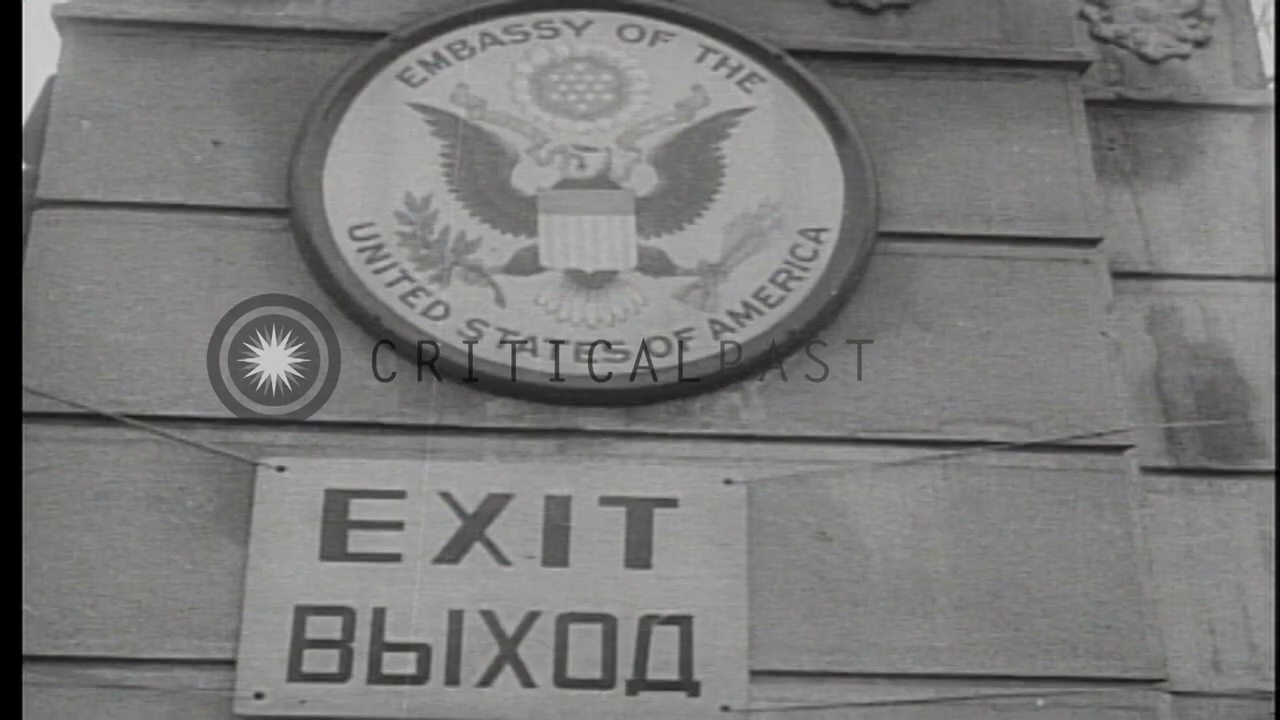 EMBASSY OF THE
UNITED STATES OF AMERICA
CRITICALPAST
EXIT
ВЫХОД